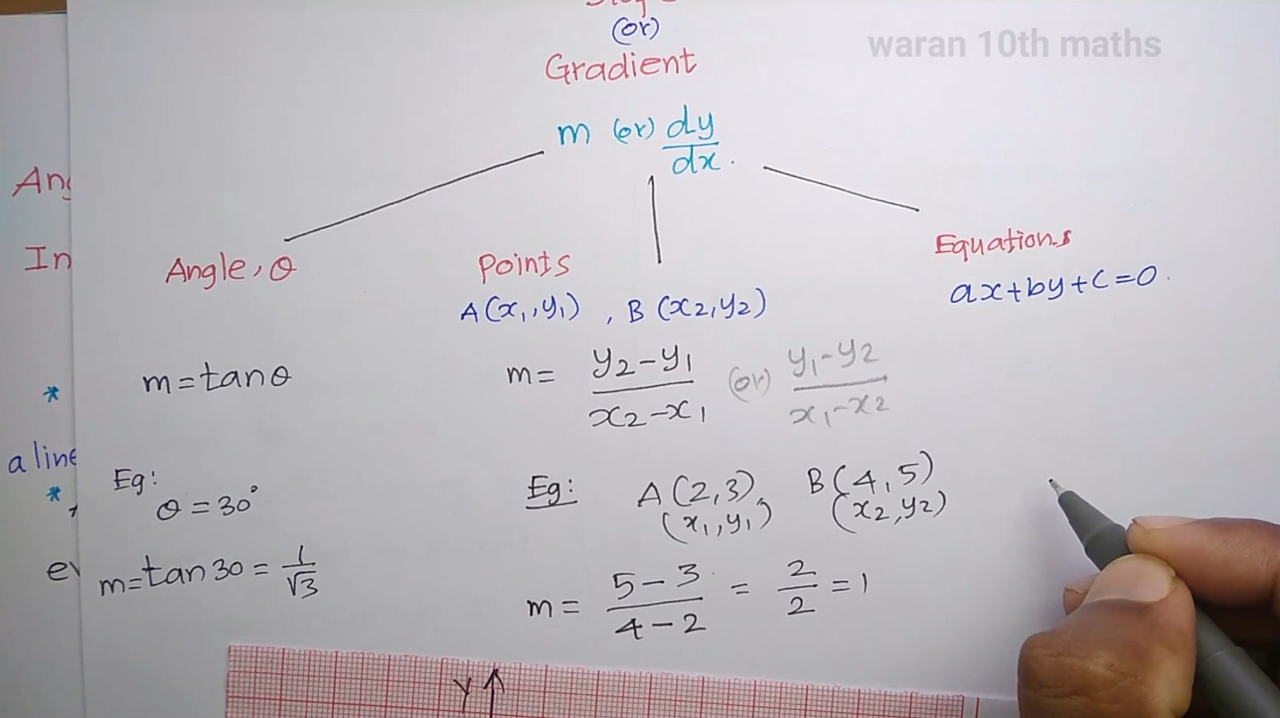 (or)
Gradient
waran 10th maths
m (or) dy/dx.
Angle, θ
Points
A(x₁,y₁) , B(x₂,y₂)
Equations
ax+by+c=0.
m=tanθ
m= y₂-y₁/x₂-x₁ (or) y₁-y₂/x₁-x₂
Eg:
θ=30°
m=tan30=1/√3
Eg: A(2,3), B(4,5)
(x₁,y₁) (x₂,y₂)
m= 5-3/4-2 = 2/2 =1
Y
In
*
a line
*